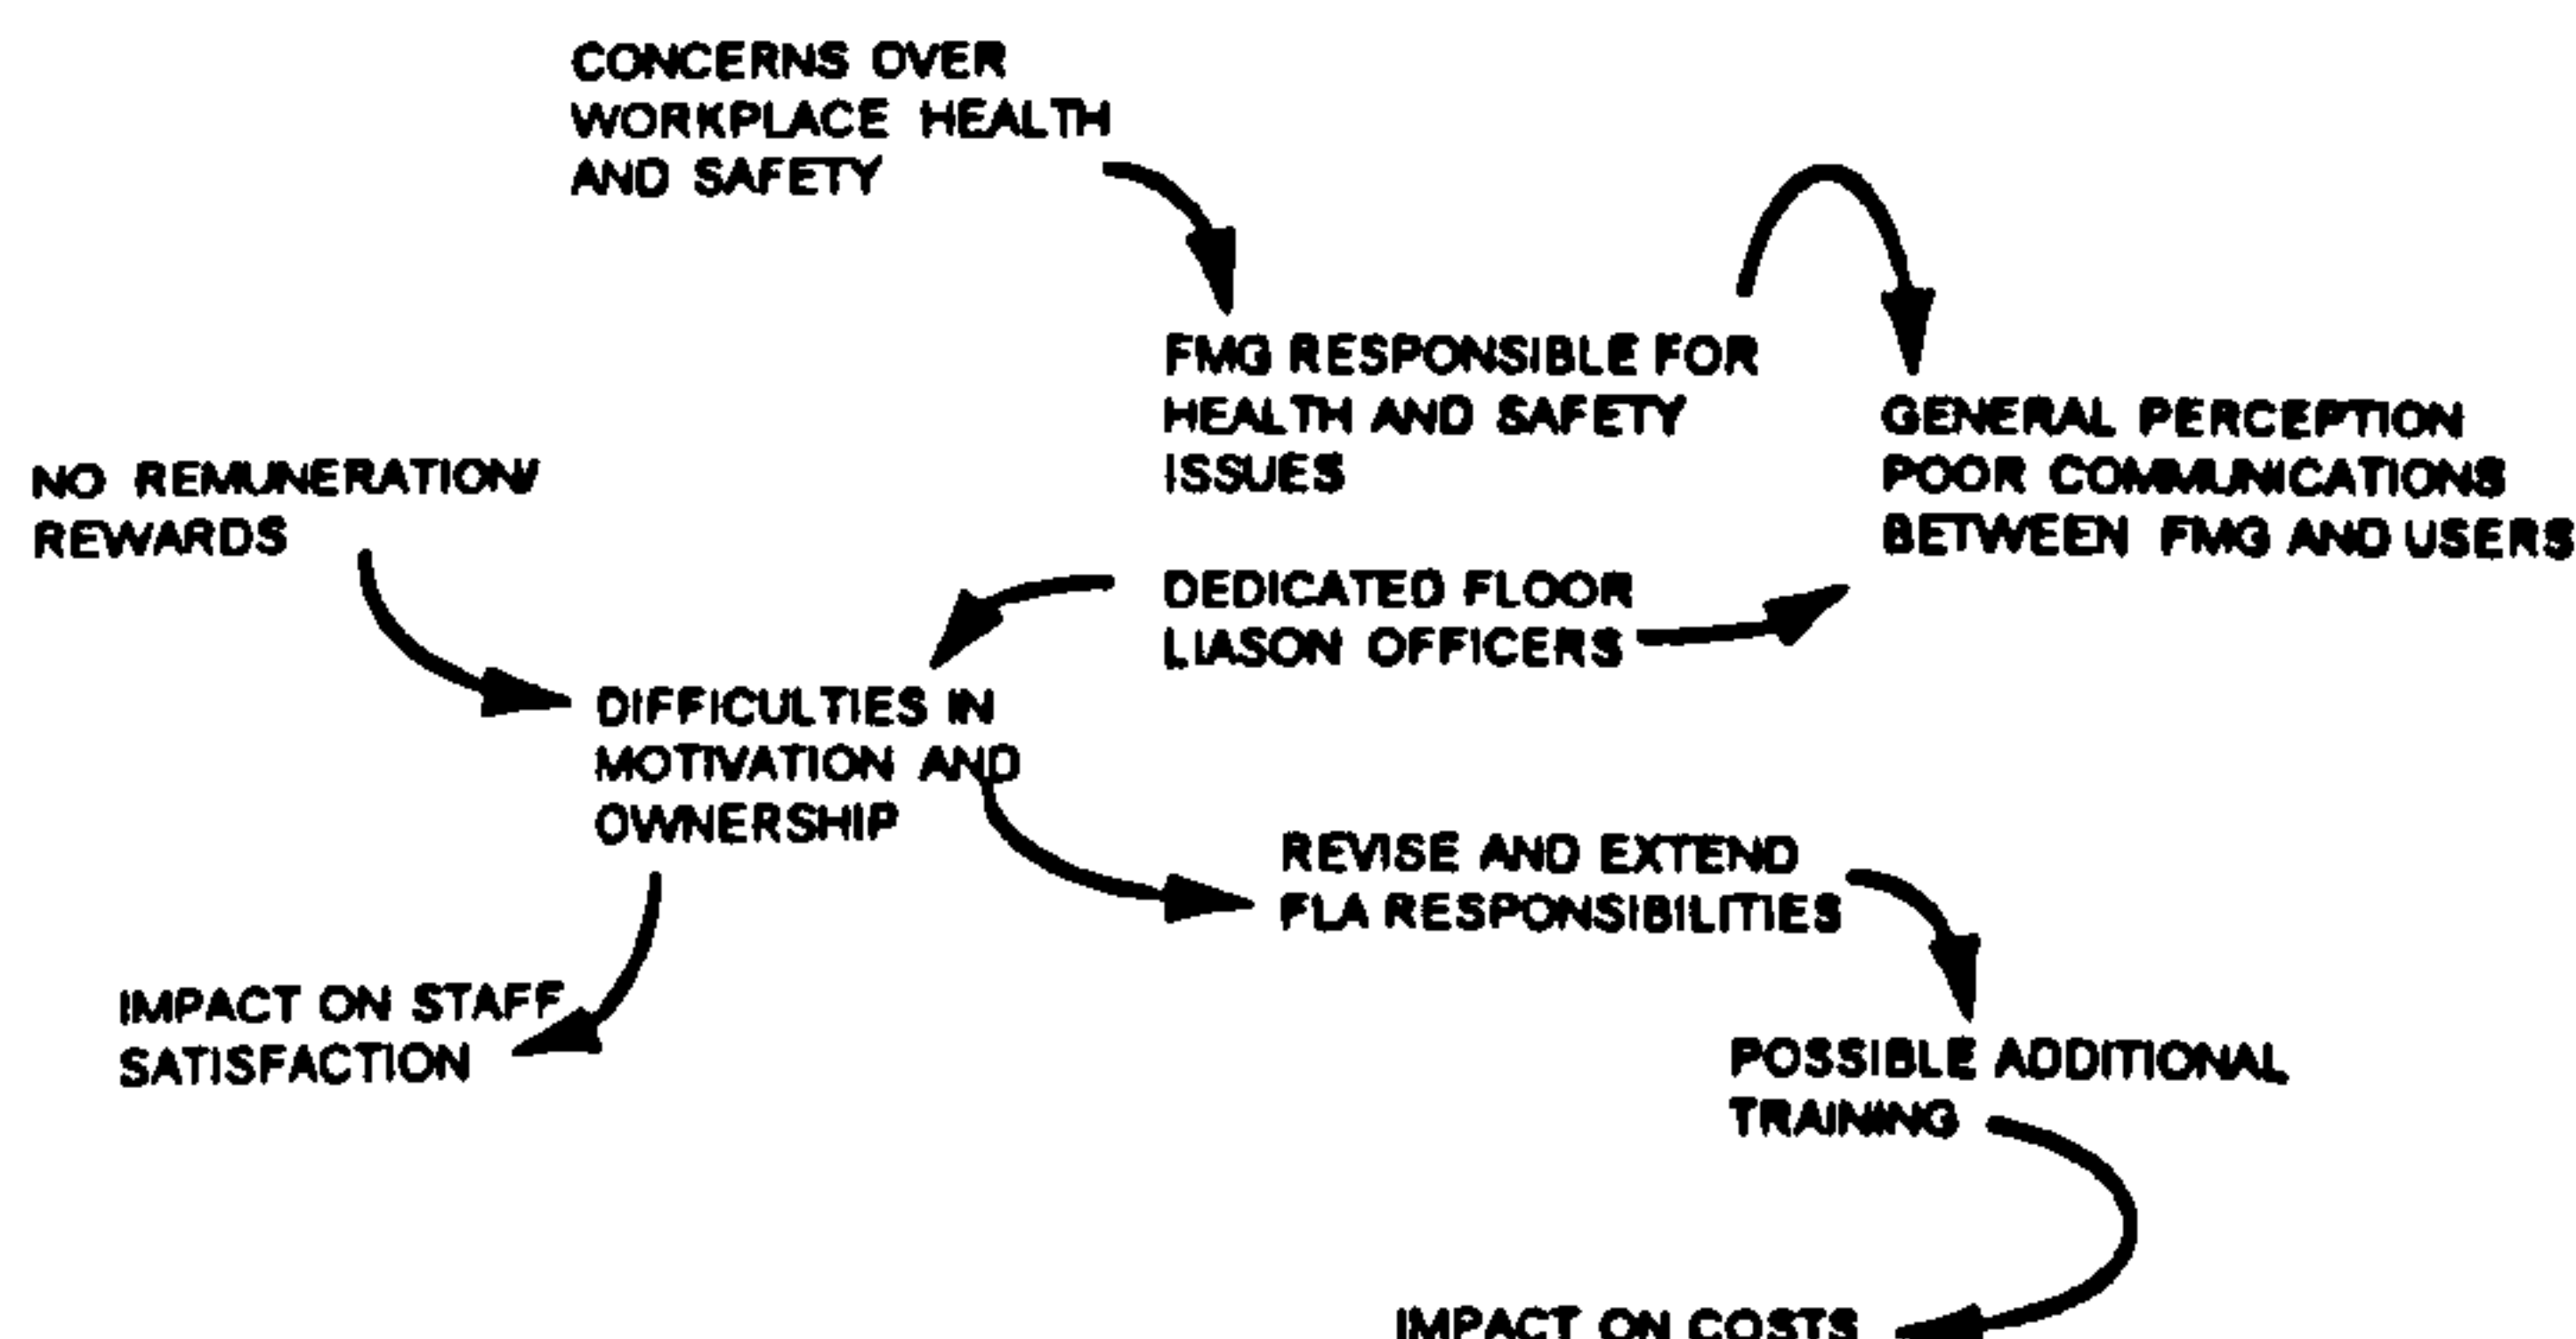 CONCERNS OVER
WORKPLACE HEALTH
AND SAFETY
FMG RESPONSIBLE FOR
HEALTH AND SAFETY
ISSUES
GENERAL PERCEPTION
POOR COMMUNICATIONS
BETWEEN FMG AND USERS
NO REMUNERATION/
REWARDS
DEDICATED FLOOR
LIASON OFFICERS
DIFFICULTIES IN
MOTIVATION AND
OWNERSHIP
REVISE AND EXTEND
FLA RESPONSIBILITIES
IMPACT ON STAFF
SATISFACTION
POSSIBLE ADDITIONAL
TRAINING
IMPACT ON COSTS